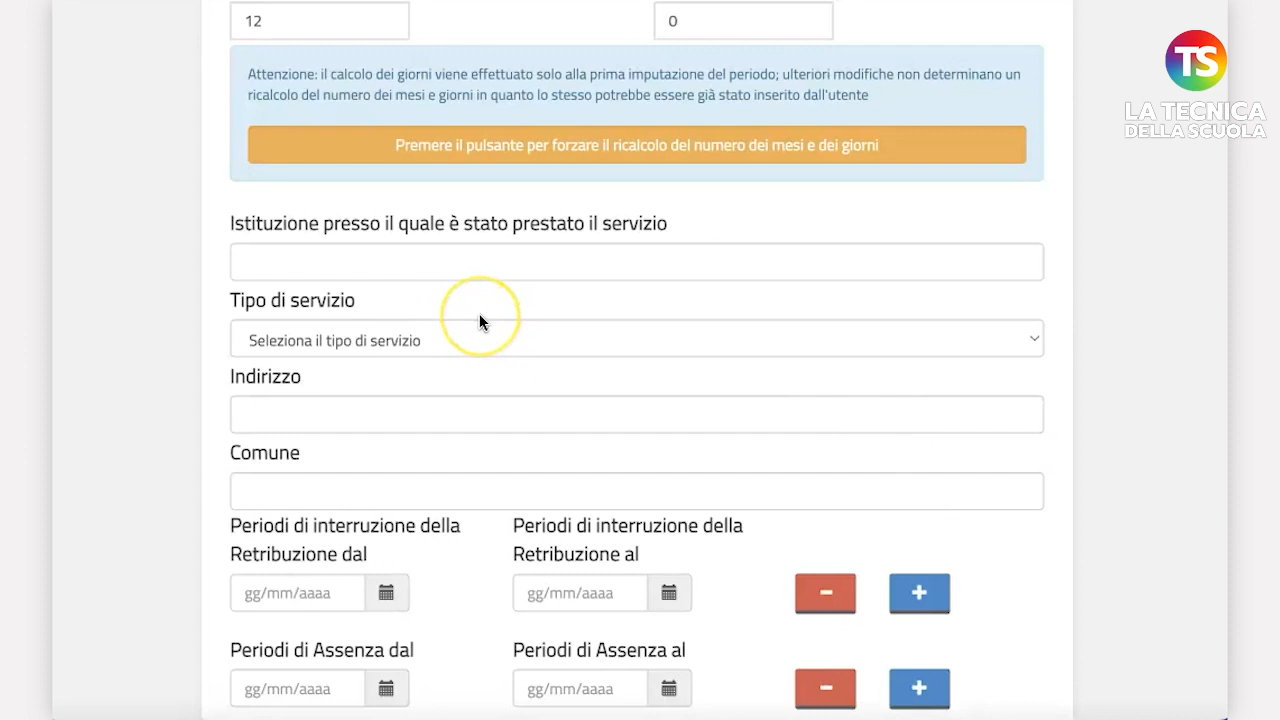 12
0
Attenzione: il calcolo dei giorni viene effettuato solo alla prima imputazione del periodo; ulteriori modifiche non determinano un
ricalcolo del numero dei mesi e giorni in quanto lo stesso potrebbe essere già stato inserito dall'utente
Premere il pulsante per forzare il ricalcolo del numero dei mesi e dei giorni
Istituzione presso il quale è stato prestato il servizio
Tipo di servizio
Seleziona il tipo di servizio
Indirizzo
Comune
Periodi di interruzione della
Retribuzione dal
Periodi di interruzione della
Retribuzione al
gg/mm/aaaa
gg/mm/aaaa
Periodi di Assenza dal
Periodi di Assenza al
gg/mm/aaaa
gg/mm/aaaa
TS
LA TECNICA
DELLA SCUOLA